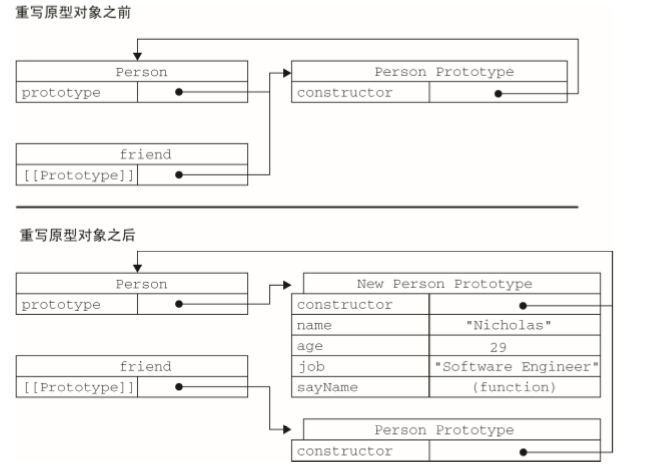 重写原型对象之前
Person
prototype
Person Prototype
constructor
friend
[[Prototype]]
重写原型对象之后
Person
prototype
New Person Prototype
constructor
name "Nicholas"
age 29
job "Software Engineer"
sayName (function)
friend
[[Prototype]]
Person Prototype
constructor